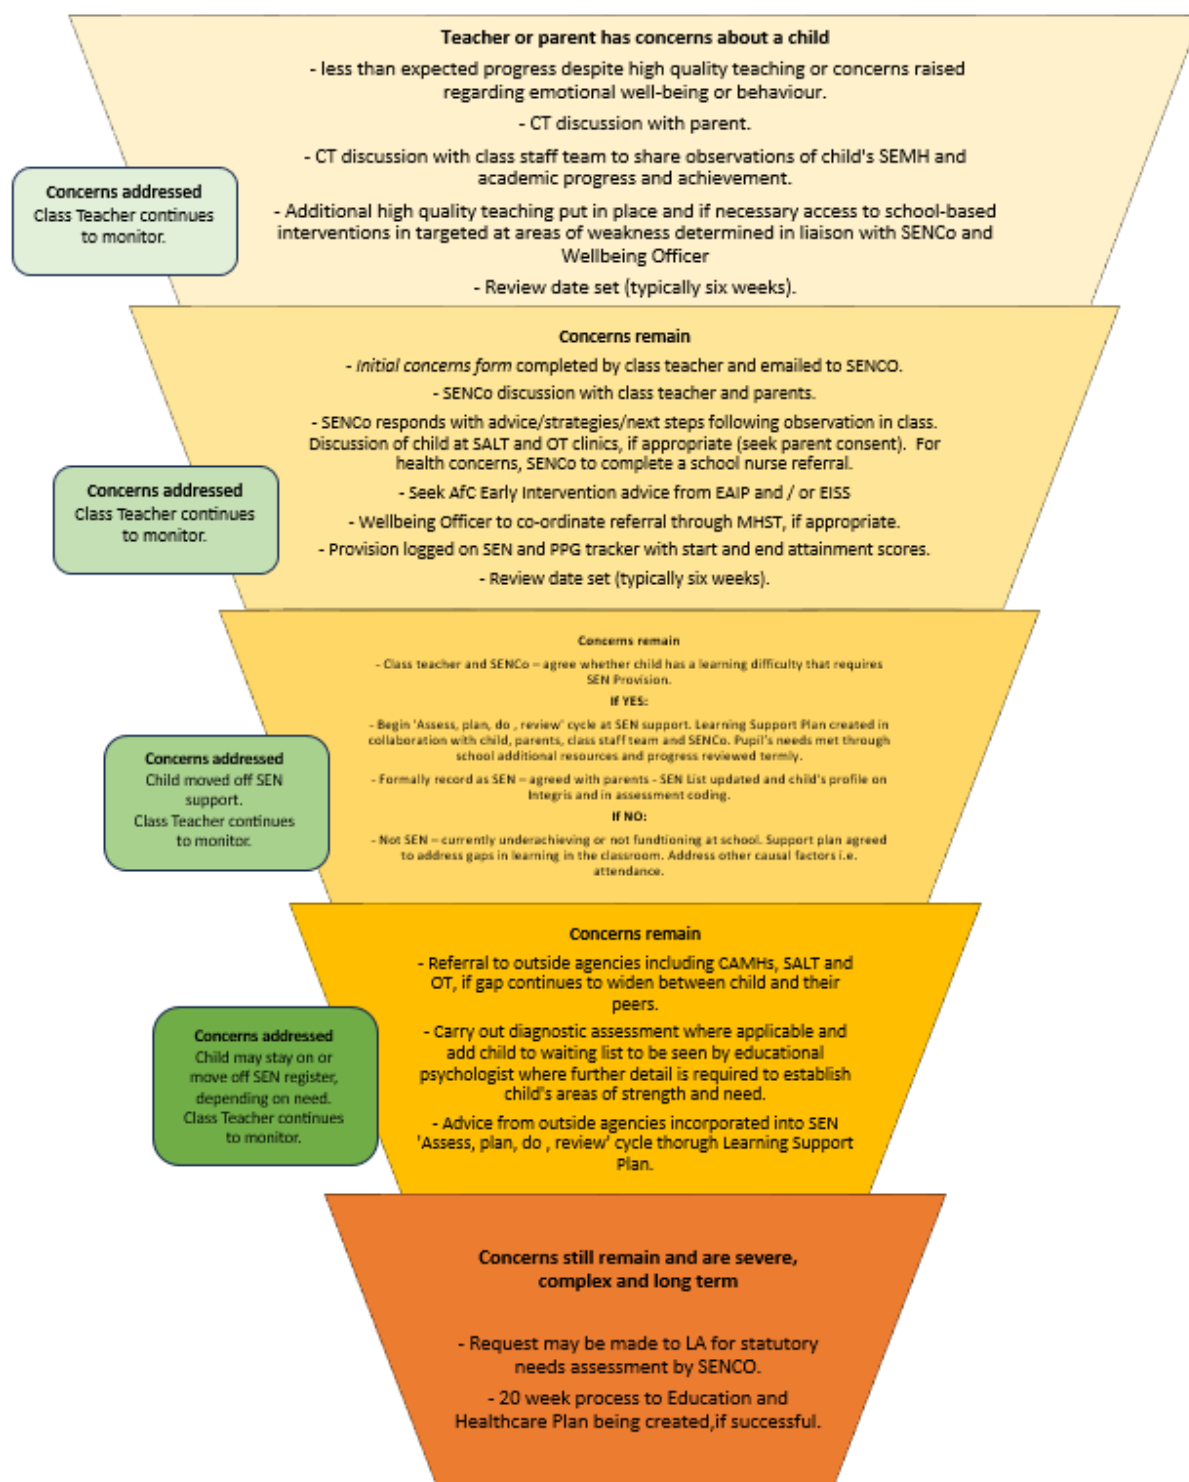 Teacher or parent has concerns about a child
- less than expected progress despite high quality teaching or concerns raised
regarding emotional well-being or behaviour.
- CT discussion with parent.
- CT discussion with class staff team to share observations of child's SEMH and
academic progress and achievement.
- Additional high quality teaching put in place and if necessary access to school-based
interventions in targeted at areas of weakness determined in liaison with SENCo and
Wellbeing Officer
- Review date set (typically six weeks).
Concerns addressed
Class Teacher continues
to monitor.
Concerns remain
- Initial concerns form completed by class teacher and emailed to SENCO.
- SENCo discussion with class teacher and parents.
- SENCo responds with advice/strategies/next steps following observation in class.
Discussion of child at SALT and OT clinics, if appropriate (seek parent consent).  For
health concerns, SENCo to complete a school nurse referral.
- Seek AfC Early Intervention advice from EAIP and / or EISS
- Wellbeing Officer to co-ordinate referral through MHST, if appropriate.
- Provision logged on SEN and PPG tracker with start and end attainment scores.
- Review date set (typically six weeks).
Concerns addressed
Class Teacher continues
to monitor.
Concerns remain
- Class teacher and SENCo – agree whether child has a learning difficulty that requires
SEN Provision.
If YES:
- Begin 'Assess, plan, do , review' cycle at SEN support. Learning Support Plan created in
collaboration with child, parents, class staff team and SENCo. Pupil's needs met through
school additional resources and progress reviewed termly.
- Formally record as SEN – agreed with parents - SEN List updated and child's profile on
Integris and in assessment coding.
If NO:
- Not SEN – currently underachieving or not fundtioning at school. Support plan agreed
to address gaps in learning in the classroom. Address other causal factors i.e.
attendance.
Concerns addressed
Child moved off SEN
support.
Class Teacher continues
to monitor.
Concerns remain
- Referral to outside agencies including CAMHs, SALT and
OT, if gap continues to widen between child and their
peers.
- Carry out diagnostic assessment where applicable and
add child to waiting list to be seen by educational
psychologist where further detail is required to establish
child's areas of strength and need.
- Advice from outside agencies incorporated into SEN
'Assess, plan, do , review' cycle thorugh Learning Support
Plan.
Concerns addressed
Child may stay on or
move off SEN register,
depending on need.
Class Teacher continues
to monitor.
Concerns still remain and are severe,
complex and long term
- Request may be made to LA for statutory
needs assessment by SENCO.
- 20 week process to Education and
Healthcare Plan being created,if successful.